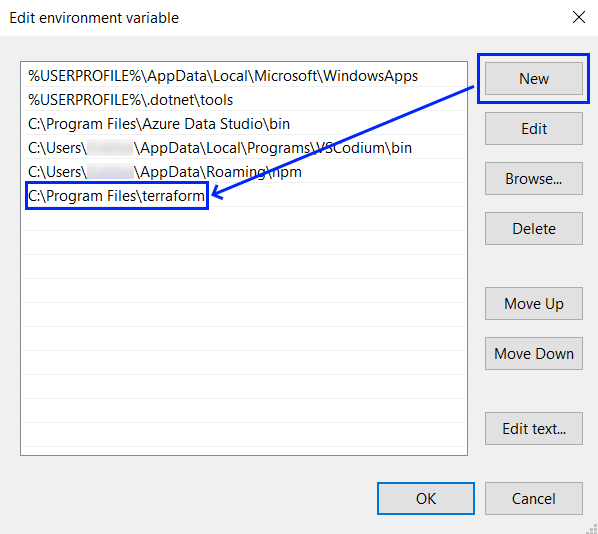 Edit environment variable
%USERPROFILE%\AppData\Local\Microsoft\WindowsApps
%USERPROFILE%\.dotnet\tools
C:\Program Files\Azure Data Studio\bin
C:\Users\ \AppData\Local\Programs\VSCodium\bin
C:\Users\ \AppData\Roaming\npm
C:\Program Files\terraform
New
Edit
Browse...
Delete
Move Up
Move Down
Edit text...
OK
Cancel